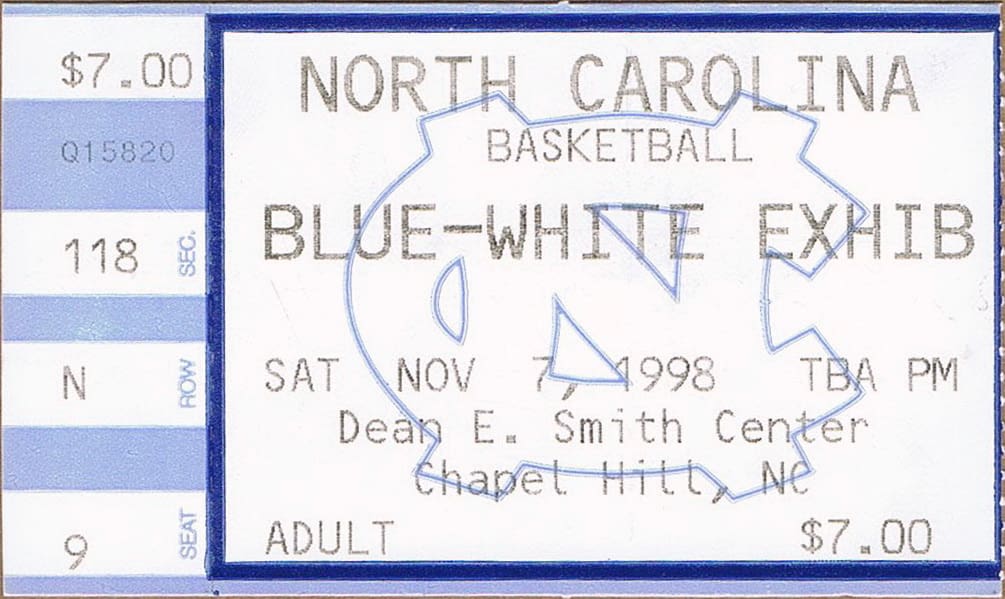 $7.00
Q15820
118 SEC.
N ROW
9 SEAT
NORTH CAROLINA
BASKETBALL
BLUE-WHITE EXHIB
SAT NOV 7, 1998 TBA PM
Dean E. Smith Center
Chapel Hill, NC
ADULT $7.00